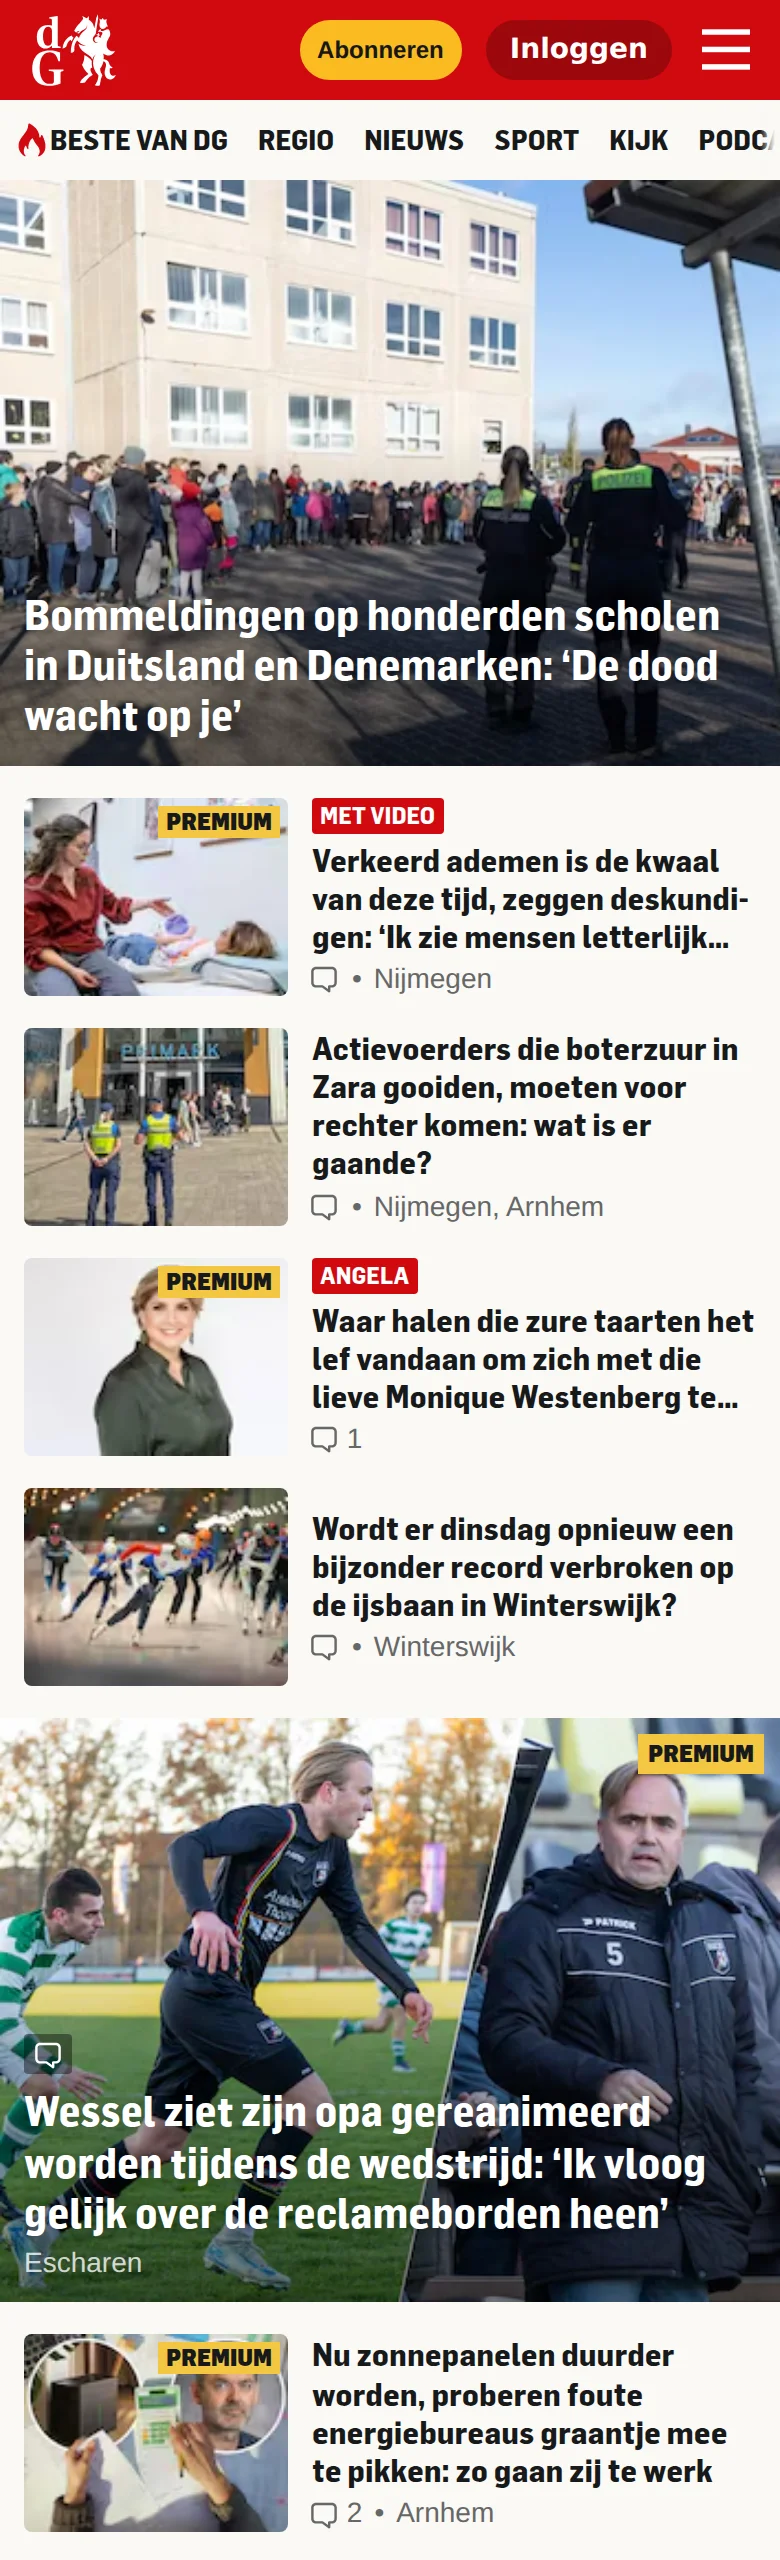 dG
Abonneren
Inloggen
BESTE VAN DG REGIO NIEUWS SPORT KIJK PODCA
POLIZEI
Bommeldingen op honderden scholen
in Duitsland en Denemarken: ‘De dood
wacht op je’
PREMIUM
MET VIDEO
Verkeerd ademen is de kwaal
van deze tijd, zeggen deskundi-
gen: ‘Ik zie mensen letterlijk...
• Nijmegen
PRIMARK
Actievoerders die boterzuur in
Zara gooiden, moeten voor
rechter komen: wat is er
gaande?
• Nijmegen, Arnhem
PREMIUM
ANGELA
Waar halen die zure taarten het
lef vandaan om zich met die
lieve Monique Westenberg te...
1
Wordt er dinsdag opnieuw een
bijzonder record verbroken op
de ijsbaan in Winterswijk?
• Winterswijk
PREMIUM
PATRICK
5
Wessel ziet zijn opa gereanimeerd
worden tijdens de wedstrijd: ‘Ik vloog
gelijk over de reclameborden heen’
Escharen
PREMIUM
Nu zonnepanelen duurder
worden, proberen foute
energiebureaus graantje mee
te pikken: zo gaan zij te werk
2 • Arnhem